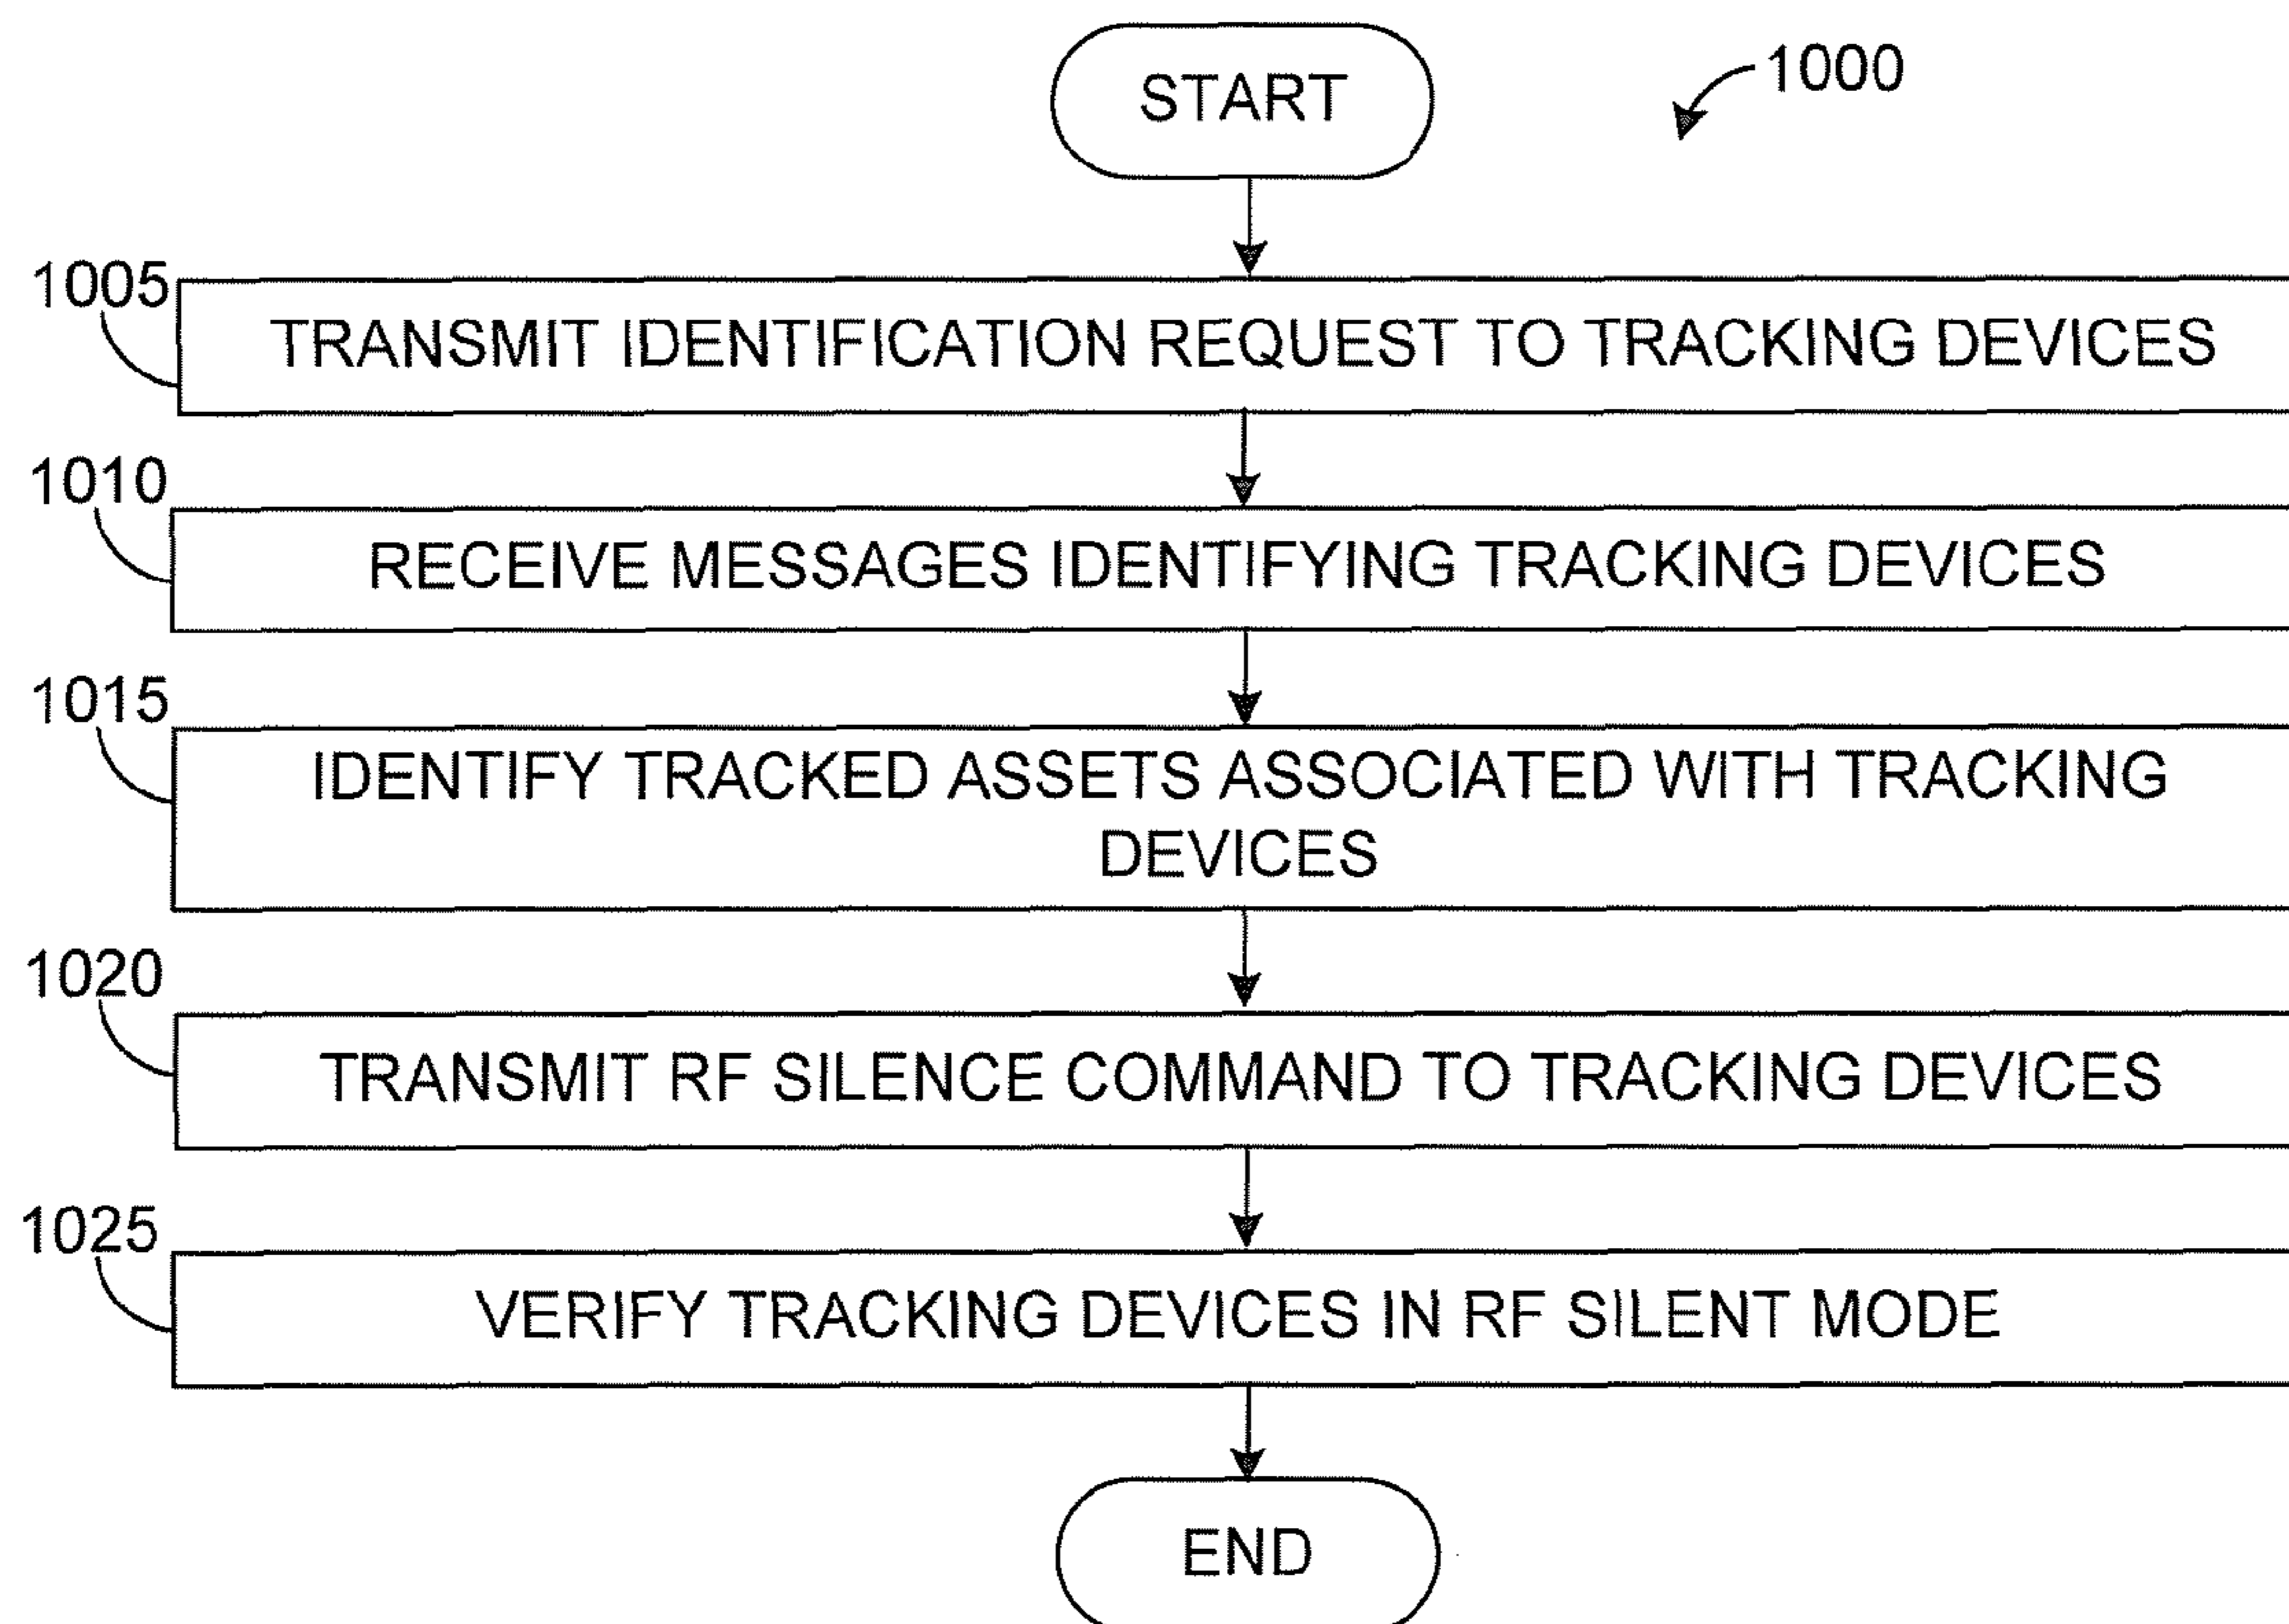 START
1000
1005
TRANSMIT IDENTIFICATION REQUEST TO TRACKING DEVICES
1010
RECEIVE MESSAGES IDENTIFYING TRACKING DEVICES
1015
IDENTIFY TRACKED ASSETS ASSOCIATED WITH TRACKING
DEVICES
1020
TRANSMIT RF SILENCE COMMAND TO TRACKING DEVICES
1025
VERIFY TRACKING DEVICES IN RF SILENT MODE
END